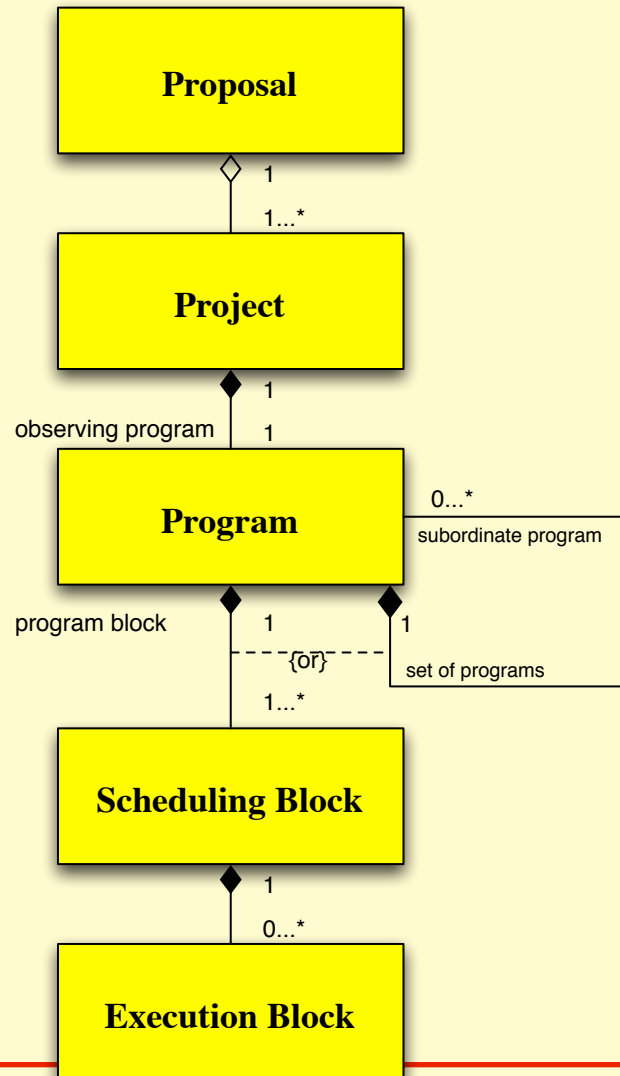 Proposal
1
1...*
Project
1
observing program
1
Program
0...*
subordinate program
program block
1
1
{or}
set of programs
1...*
Scheduling Block
1
0...*
Execution Block